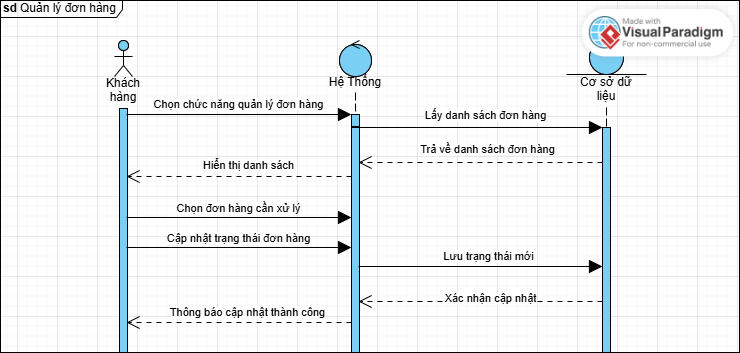 sd Quản lý đơn hàng
Made with
Visual Paradigm
For non-commercial use
Khách
hàng
Hệ Thống
Cơ sở dữ
liệu
Chọn chức năng quản lý đơn hàng
Lấy danh sách đơn hàng
Trả về danh sách đơn hàng
Hiển thị danh sách
Chọn đơn hàng cần xử lý
Cập nhật trạng thái đơn hàng
Lưu trạng thái mới
Xác nhận cập nhật
Thông báo cập nhật thành công